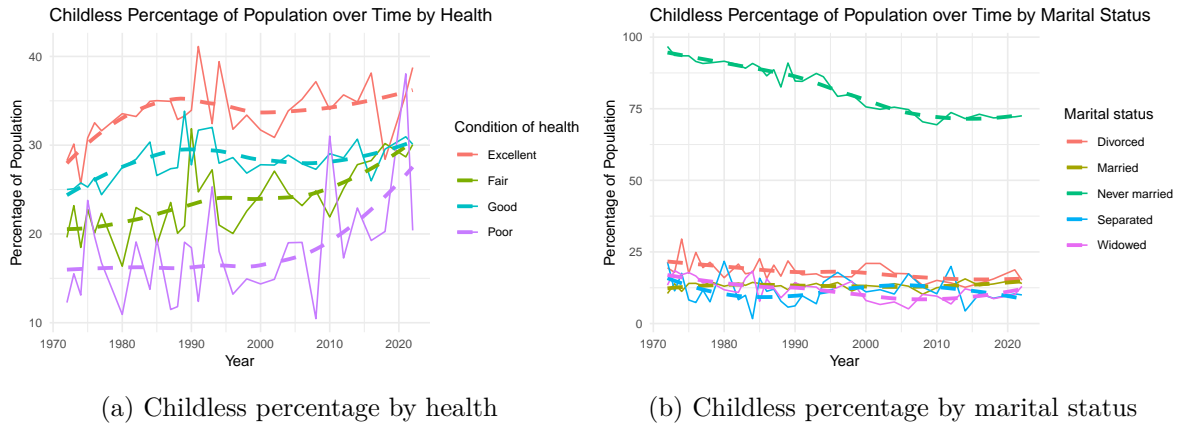 Childless Percentage of Population over Time by Health
Percentage of Population
40
30
20
10
1970 1980 1990 2000 2010 2020
Year
Condition of health
Excellent
Fair
Good
Poor
(a) Childless percentage by health
Childless Percentage of Population over Time by Marital Status
Percentage of Population
100
75
50
25
0
1970 1980 1990 2000 2010 2020
Year
Marital status
Divorced
Married
Never married
Separated
Widowed
(b) Childless percentage by marital status